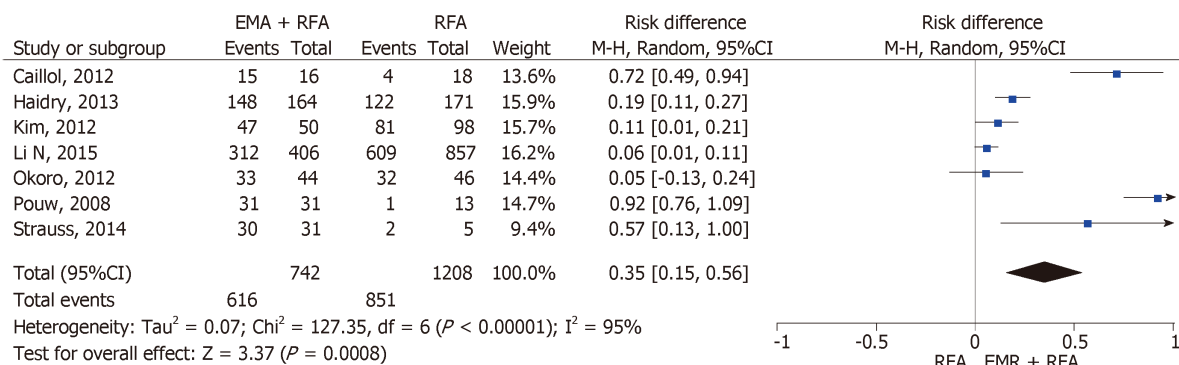 EMA + RFA RFA Risk difference Risk difference
Study or subgroup Events Total Events Total Weight M-H, Random, 95%CI M-H, Random, 95%CI
Caillol, 2012 15 16 4 18 13.6% 0.72 [0.49, 0.94]
Haidry, 2013 148 164 122 171 15.9% 0.19 [0.11, 0.27]
Kim, 2012 47 50 81 98 15.7% 0.11 [0.01, 0.21]
Li N, 2015 312 406 609 857 16.2% 0.06 [0.01, 0.11]
Okoro, 2012 33 44 32 46 14.4% 0.05 [-0.13, 0.24]
Pouw, 2008 31 31 1 13 14.7% 0.92 [0.76, 1.09]
Strauss, 2014 30 31 2 5 9.4% 0.57 [0.13, 1.00]
Total (95%CI) 742 1208 100.0% 0.35 [0.15, 0.56]
Total events 616 851
Heterogeneity: Tau² = 0.07; Chi² = 127.35, df = 6 (P < 0.00001); I² = 95%
Test for overall effect: Z = 3.37 (P = 0.0008)
-1 -0.5 0 0.5 1
RFA EMR + RFA